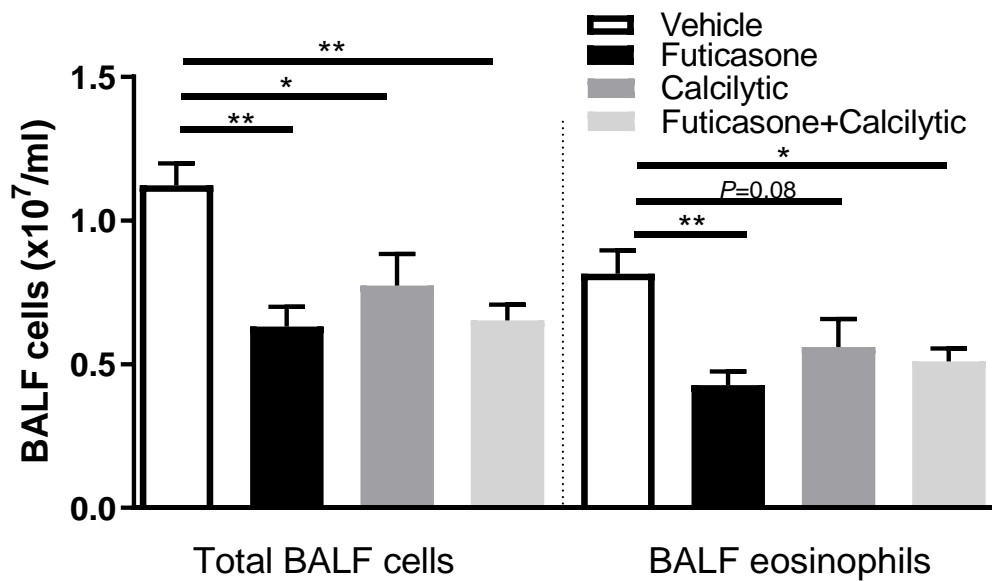 Vehicle
Futicasone
Calcilytic
Futicasone+Calcilytic
**
*
**
*
P=0.08
**
BALF cells (x10⁷/ml)
1.5
1.0
0.5
0.0
Total BALF cells
BALF eosinophils